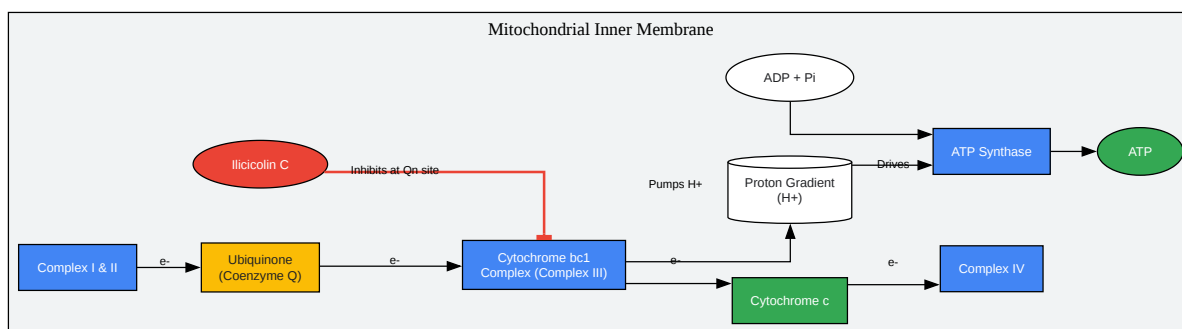 Mitochondrial Inner Membrane
ADP + Pi
Ilicicolin C
Inhibits at Qn site
ATP Synthase
ATP
Drives
Pumps H+
Proton Gradient
(H+)
Complex I & II
e-
Ubiquinone
(Coenzyme Q)
e-
Cytochrome bc1
Complex (Complex III)
e-
Cytochrome c
e-
Complex IV